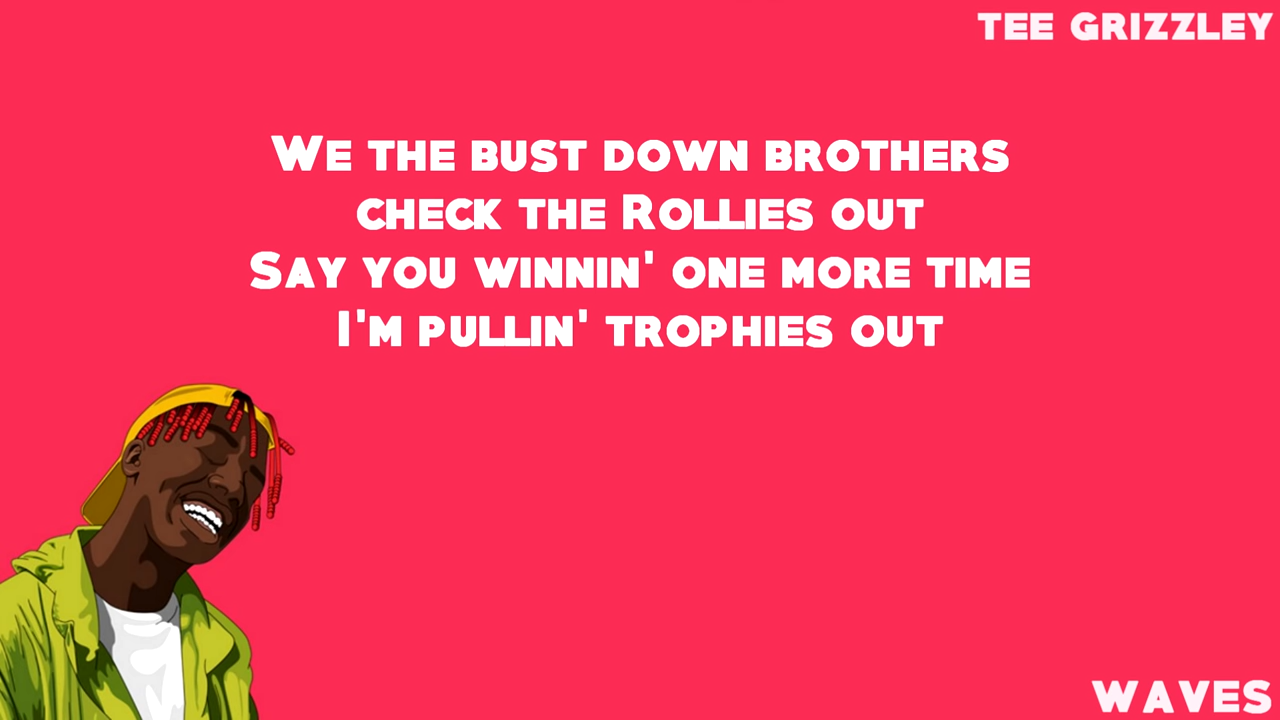 TEE GRIZZLEY
WE THE BUST DOWN BROTHERS
CHECK THE ROLLIES OUT
SAY YOU WINNIN' ONE MORE TIME
I'M PULLIN' TROPHIES OUT
WAVES